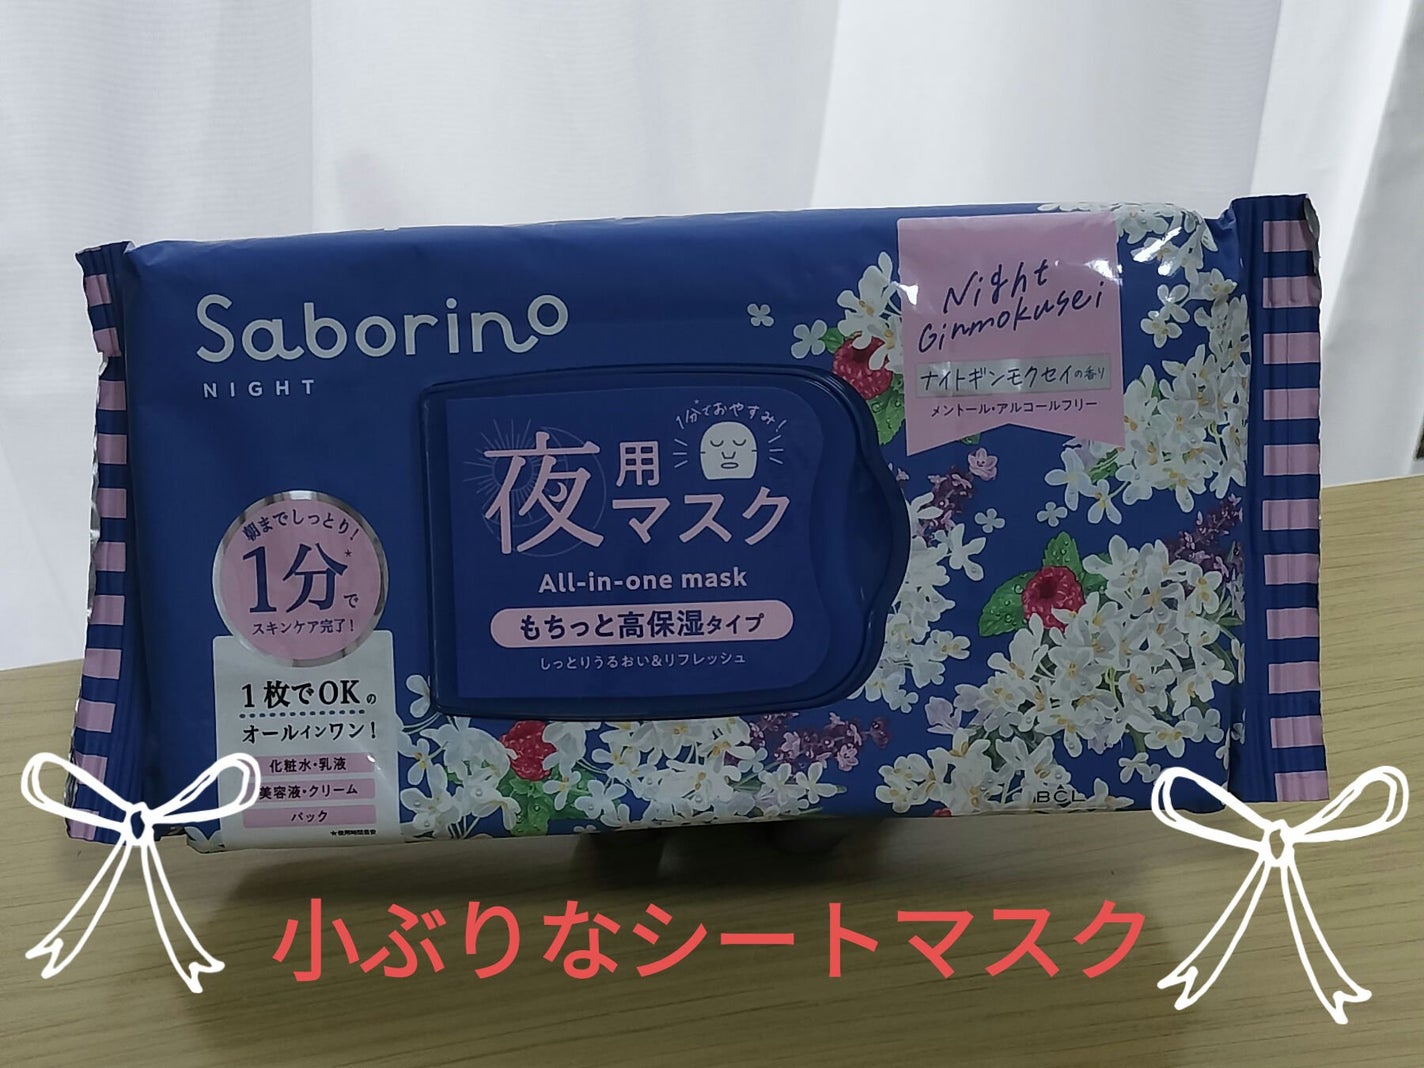 Saborino
NIGHT
Night
Ginmokusei
ナイトギンモクセイの香り
メントール・アルコールフリー
1分*でおやすみ!
夜用マスク
All-in-one mask
もちっと高保湿タイプ
しっとりうるおい&リフレッシュ
朝までしっとり!
1分*で
スキンケア完了!
1枚でOKの
オールインワン!
化粧水・乳液
美容液・クリーム
パック
★使用時間目安
BCL
小ぶりなシートマスク